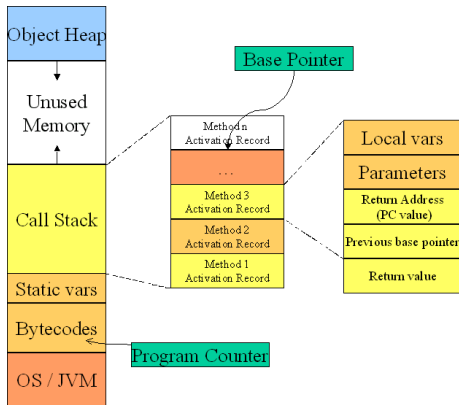 Object Heap
Unused
Memory
Call Stack
Static vars
Bytecodes
OS / JVM
Base Pointer
Program Counter
Method n
Activation Record
. . .
Method 3
Activation Record
Method 2
Activation Record
Method 1
Activation Record
Local vars
Parameters
Return Address
(PC value)
Previous base pointer
Return value